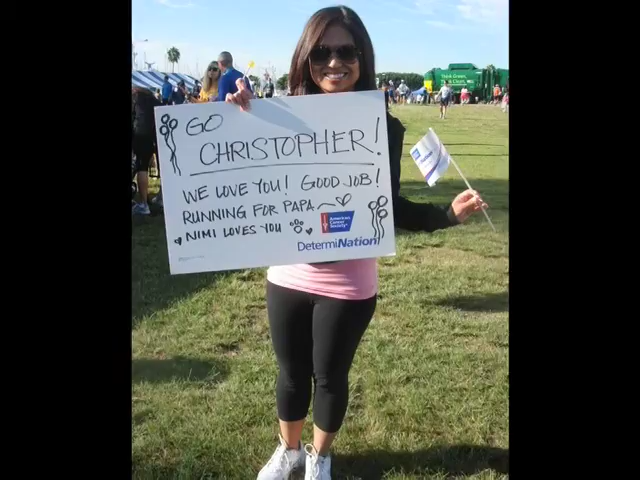 GO
CHRISTOPHER!
WE LOVE YOU! GOOD JOB!
RUNNING FOR PAPA
NIMI LOVES YOU
American
Cancer
Society
DetermiNation